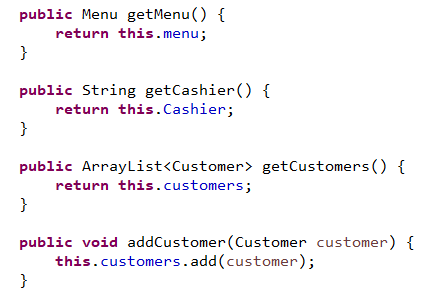 public Menu getMenu() {
    return this.menu;
}

public String getCashier() {
    return this.Cashier;
}

public ArrayList<Customer> getCustomers() {
    return this.customers;
}

public void addCustomer(Customer customer) {
    this.customers.add(customer);
}